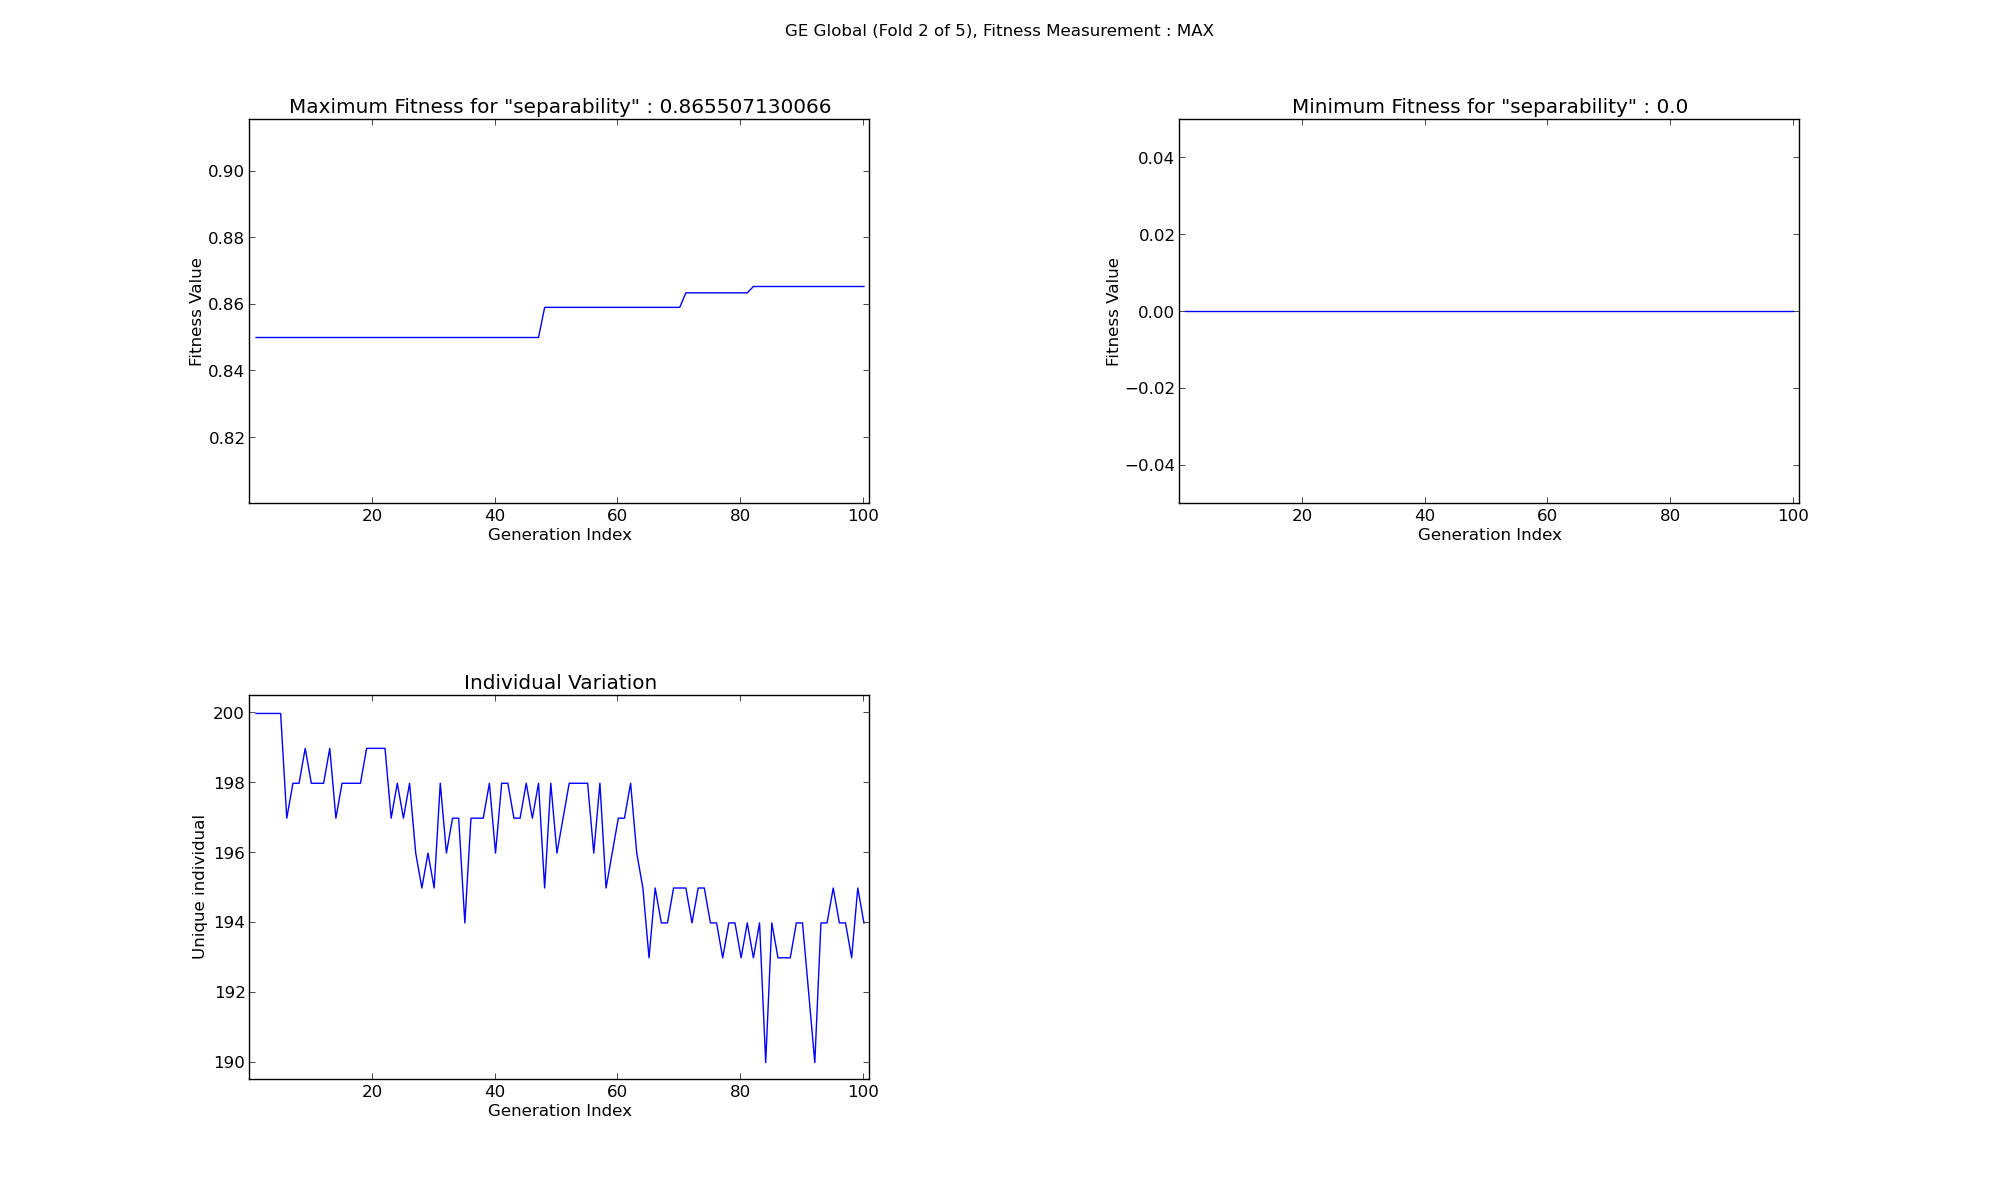 GE Global (Fold 2 of 5), Fitness Measurement : MAX
Maximum Fitness for "separability" : 0.865507130066
0.90
0.88
0.86
0.84
0.82
Fitness Value
20 40 60 80 100
Generation Index
Minimum Fitness for "separability" : 0.0
0.04
0.02
0.00
−0.02
−0.04
Fitness Value
20 40 60 80 100
Generation Index
Individual Variation
200
198
196
194
192
190
Unique individual
20 40 60 80 100
Generation Index